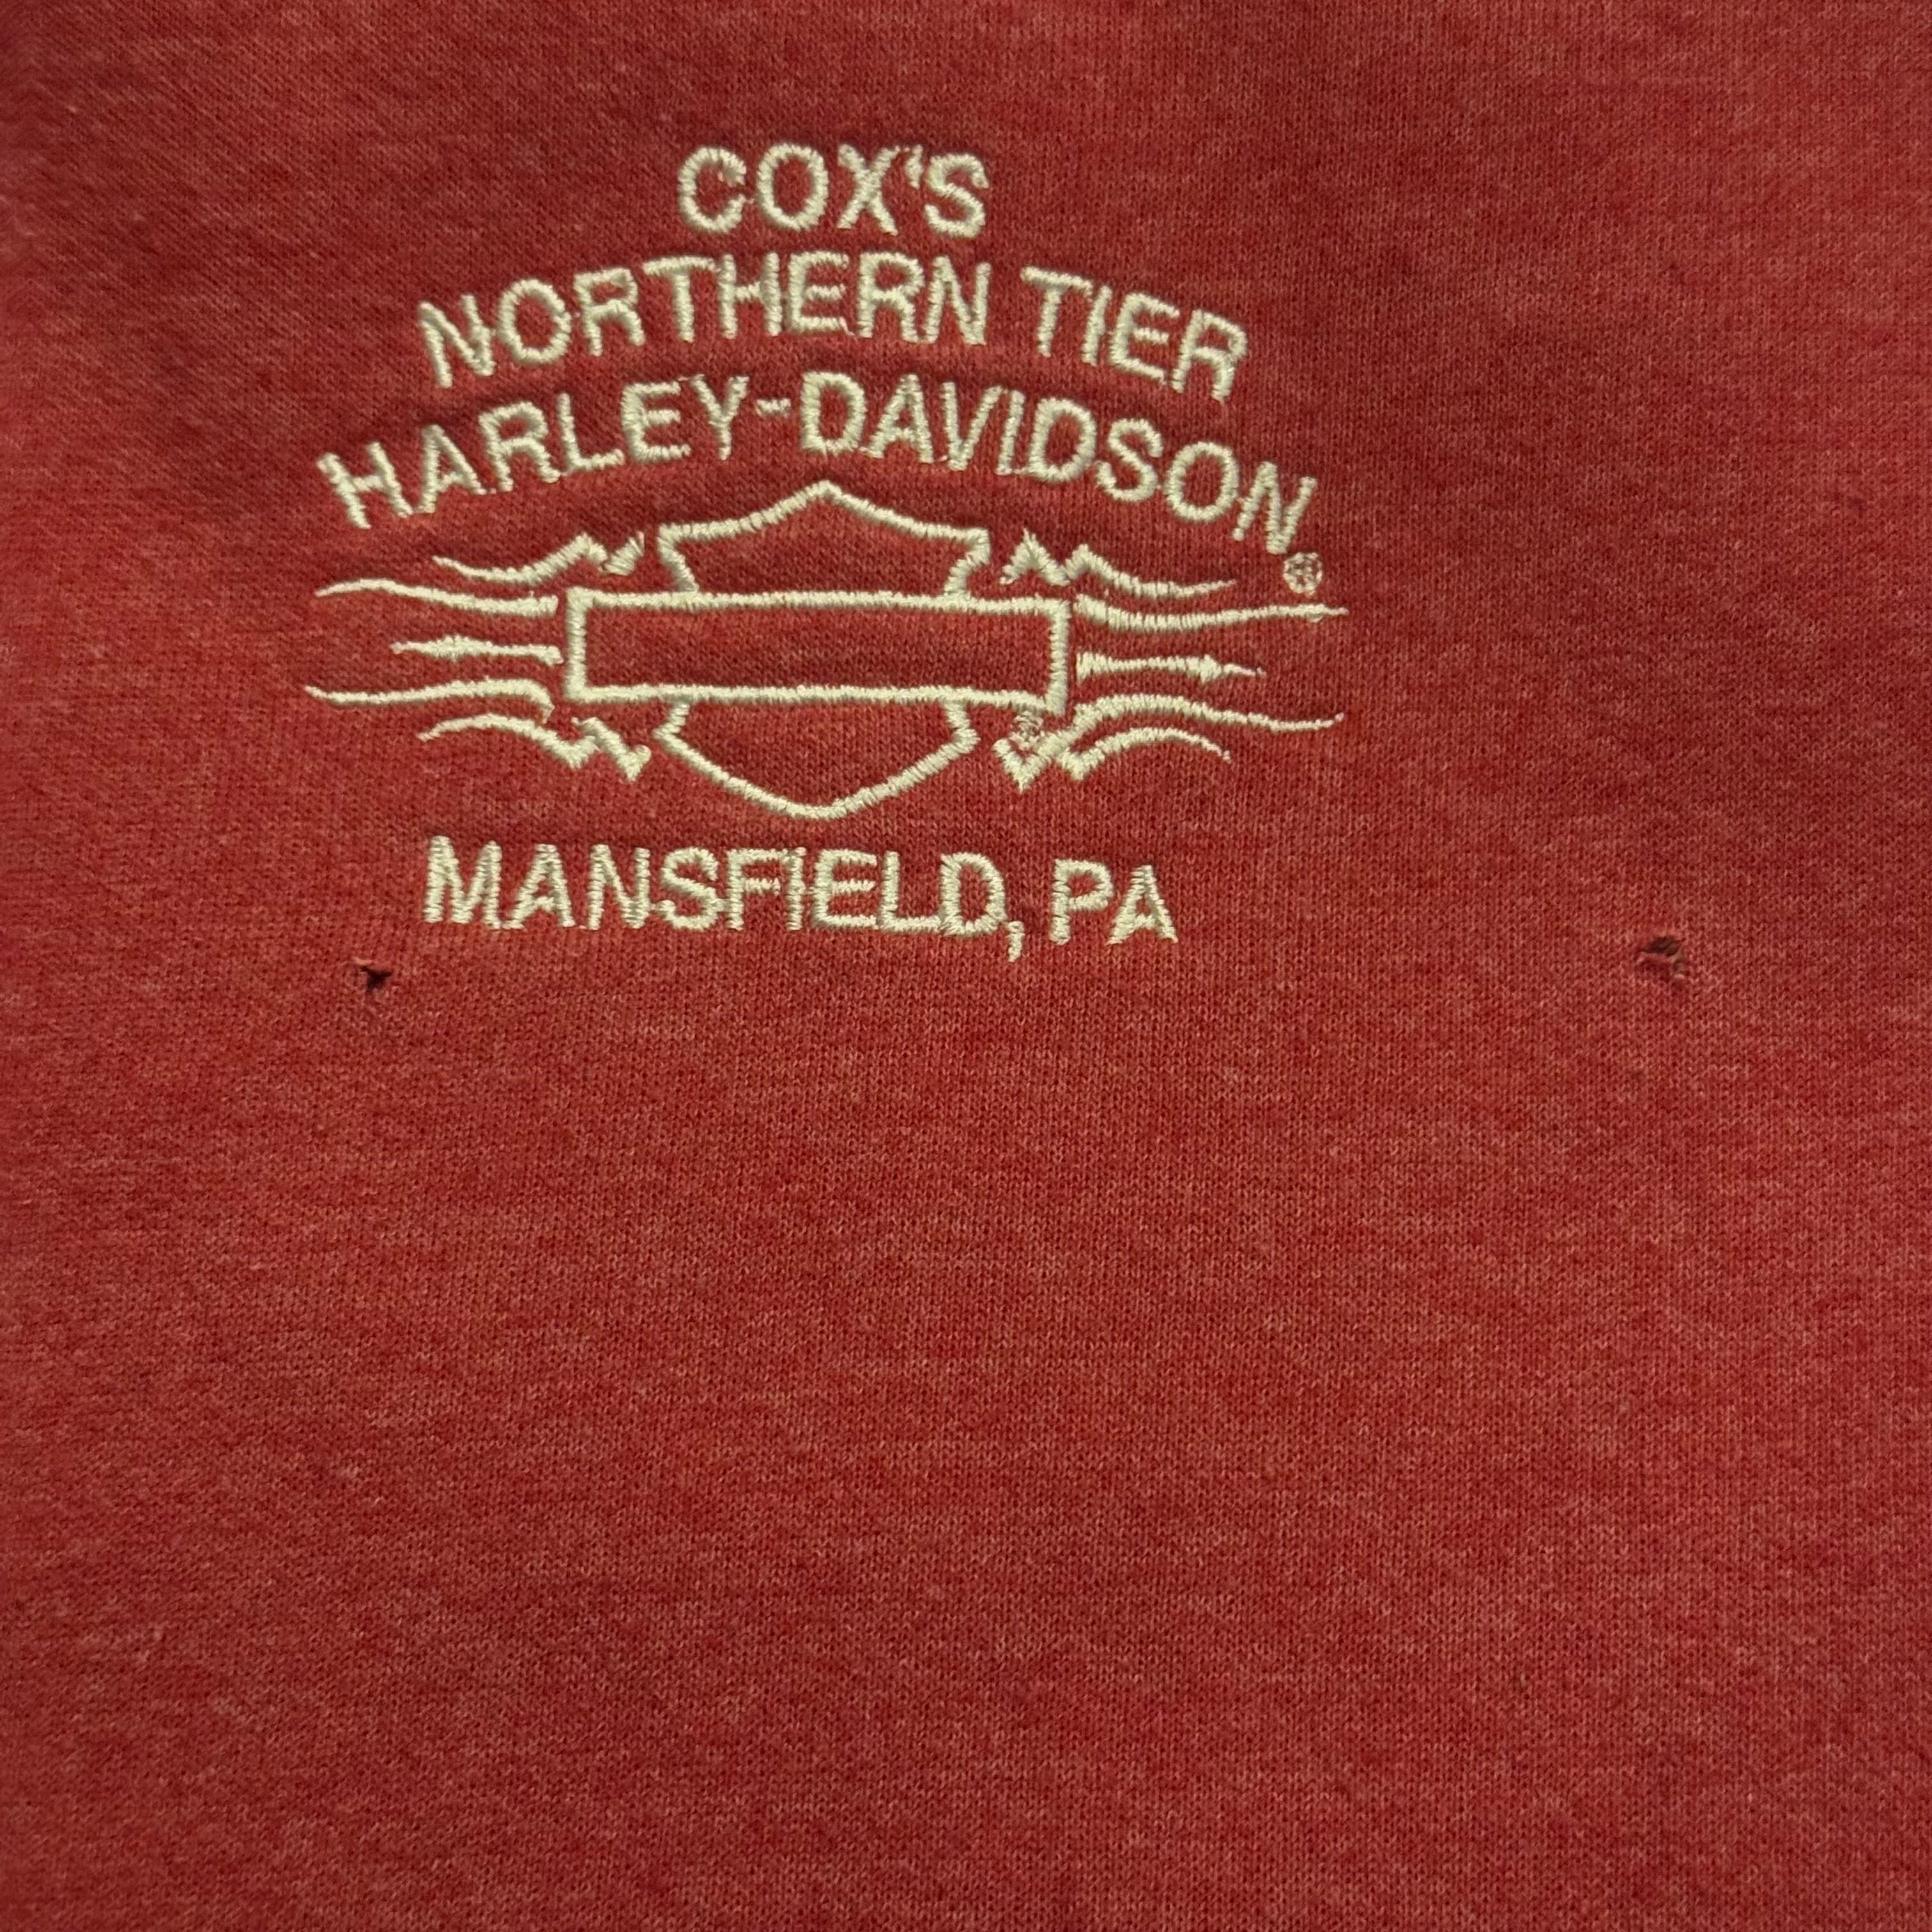 COX'S
NORTHERN TIER
HARLEY-DAVIDSON®
MANSFIELD, PA